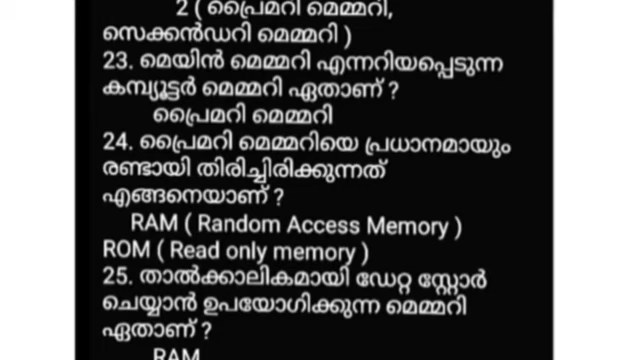 2 ( പ്രൈമറി മെമ്മറി,
സെക്കൻഡറി മെമ്മറി )
23. മെയിൻ മെമ്മറി എന്നറിയപ്പെടുന്ന
കമ്പ്യൂട്ടർ മെമ്മറി ഏതാണ് ?
പ്രൈമറി മെമ്മറി
24. പ്രൈമറി മെമ്മറിയെ പ്രധാനമായും
രണ്ടായി തിരിച്ചിരിക്കുന്നത്
എങ്ങനെയാണ് ?
RAM ( Random Access Memory )
ROM ( Read only memory )
25. താൽക്കാലികമായി ഡേറ്റ സ്റ്റോർ
ചെയ്യാൻ ഉപയോഗിക്കുന്ന മെമ്മറി
ഏതാണ് ?
RAM